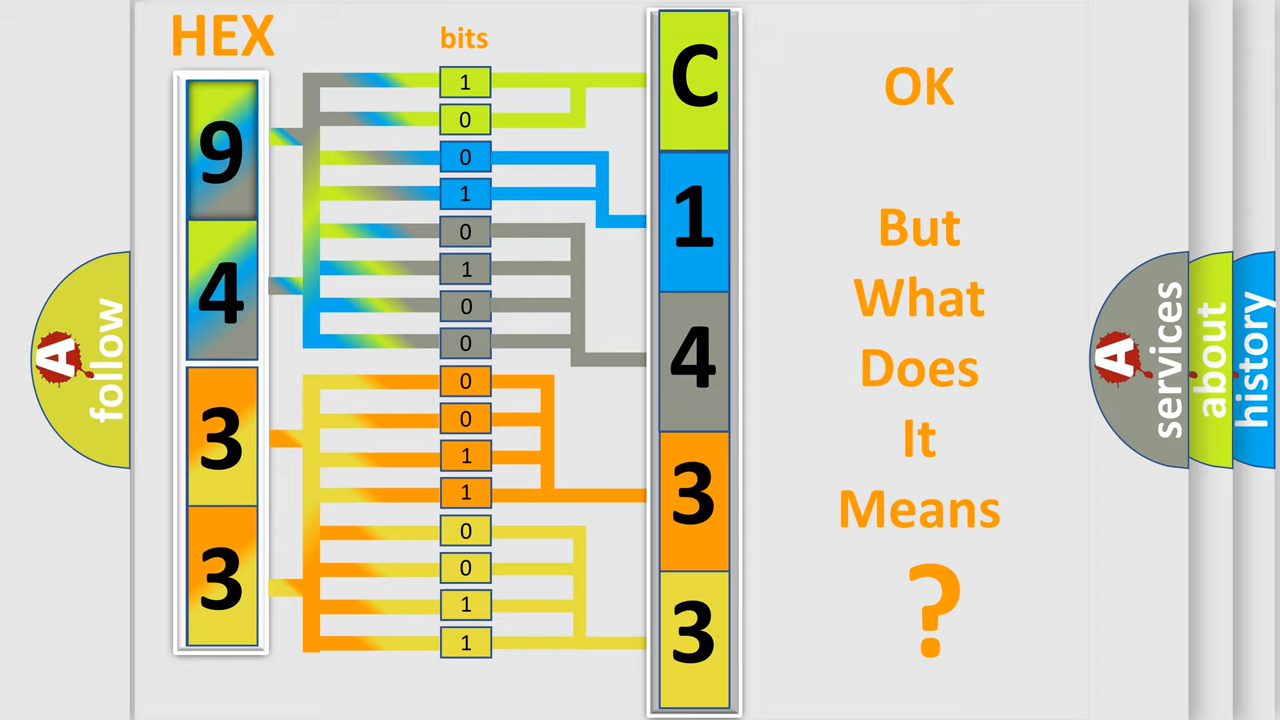 HEX
bits
9
4
3
3
1
0
0
1
0
1
0
0
0
0
1
1
0
0
1
1
C
1
4
3
3
OK
But
What
Does
It
Means
?
A
follow
A
services
about
history